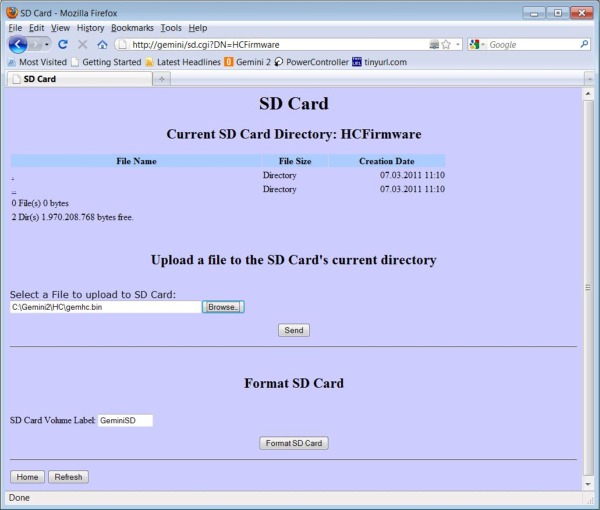 SD Card - Mozilla Firefox
File Edit View History Bookmarks Tools Help
http://gemini/sd.cgi?DN=HCFirmware
Google
Most Visited Getting Started Latest Headlines Gemini 2 PowerController tinyurl.com
SD Card
SD Card
Current SD Card Directory: HCFirmware
File Name File Size Creation Date
. Directory 07.03.2011 11:10
.. Directory 07.03.2011 11:10
0 File(s) 0 bytes
2 Dir(s) 1.970.208.768 bytes free.
Upload a file to the SD Card's current directory
Select a File to upload to SD Card:
C:\Gemini2\HC\gemhc.bin Browse..
Send
Format SD Card
SD Card Volume Label: GeminiSD
Format SD Card
Home Refresh
Done